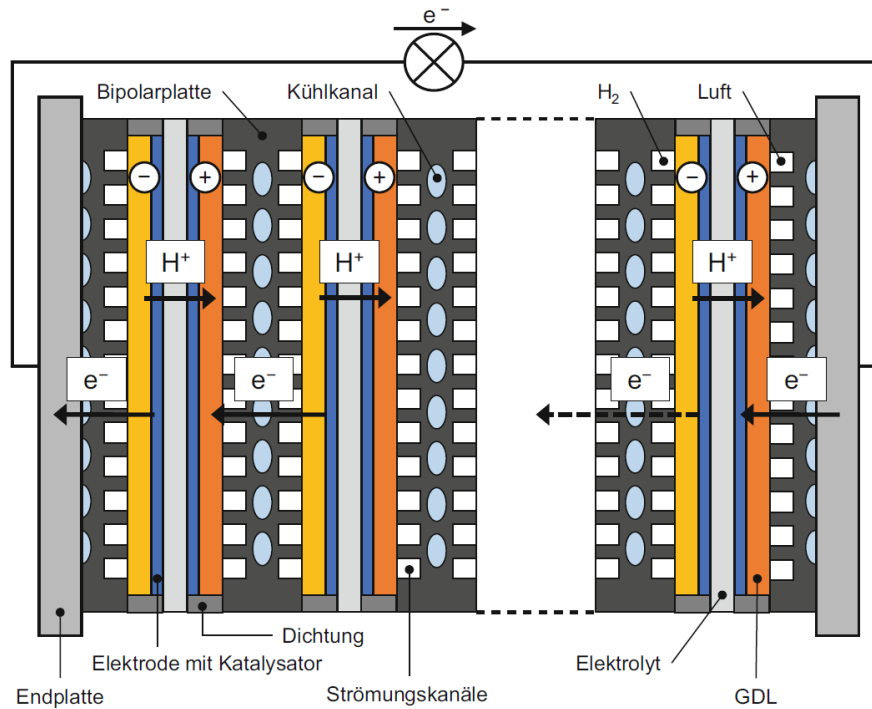 e⁻
Bipolarplatte
Kühlkanal
H₂
Luft
− + − + − +
H⁺ H⁺ H⁺
e⁻ e⁻ e⁻ e⁻
Dichtung
Elektrode mit Katalysator
Elektrolyt
Endplatte
Strömungskanäle
GDL